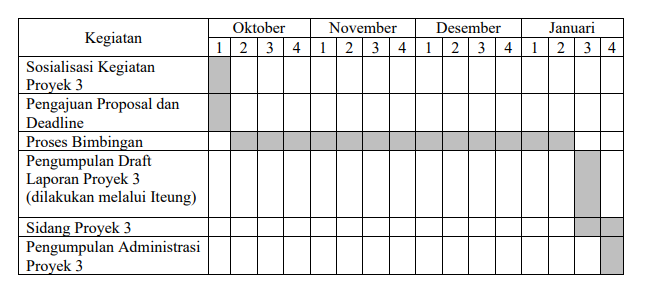 Kegiatan
Oktober November Desember Januari
1 2 3 4 1 2 3 4 1 2 3 4 1 2 3 4
Sosialisasi Kegiatan
Proyek 3
Pengajuan Proposal dan
Deadline
Proses Bimbingan
Pengumpulan Draft
Laporan Proyek 3
(dilakukan melalui Iteung)
Sidang Proyek 3
Pengumpulan Administrasi
Proyek 3